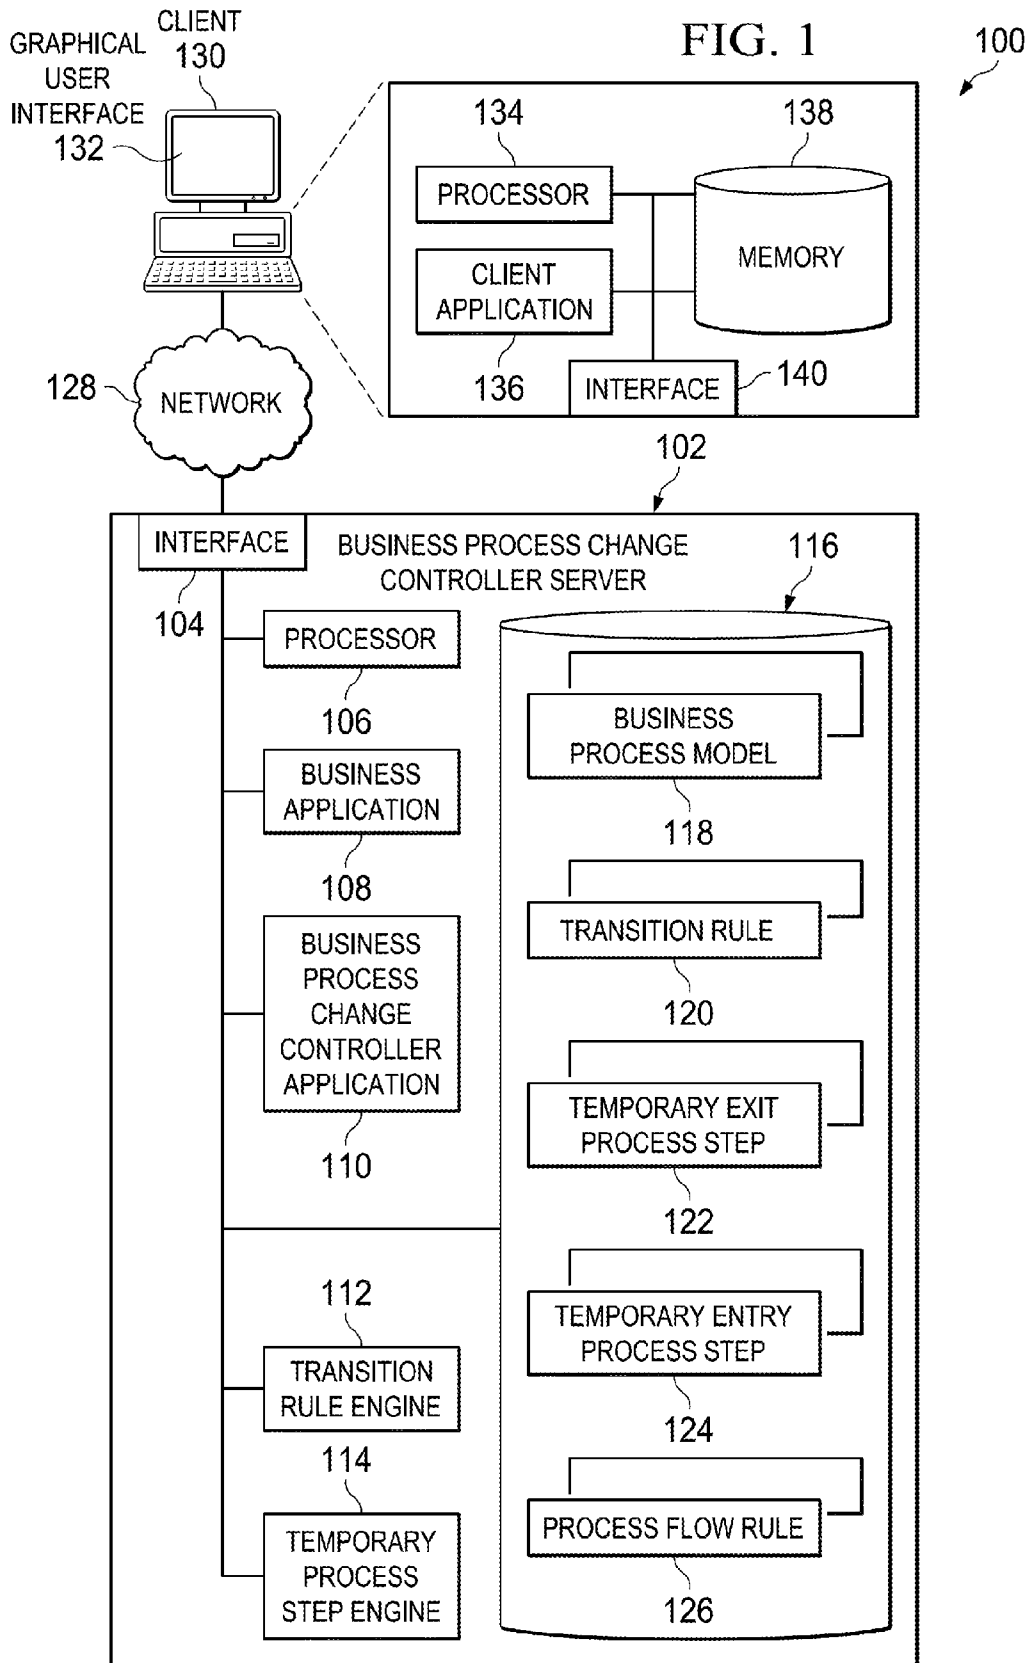 FIG. 1
100
CLIENT
130
GRAPHICAL
USER
INTERFACE
132
134
PROCESSOR
138
MEMORY
CLIENT
APPLICATION
136
INTERFACE
140
128
NETWORK
102
INTERFACE
104
BUSINESS PROCESS CHANGE
CONTROLLER SERVER
116
PROCESSOR
106
BUSINESS
APPLICATION
108
BUSINESS
PROCESS
CHANGE
CONTROLLER
APPLICATION
110
112
TRANSITION
RULE ENGINE
114
TEMPORARY
PROCESS
STEP ENGINE
BUSINESS
PROCESS MODEL
118
TRANSITION RULE
120
TEMPORARY EXIT
PROCESS STEP
122
TEMPORARY ENTRY
PROCESS STEP
124
PROCESS FLOW RULE
126